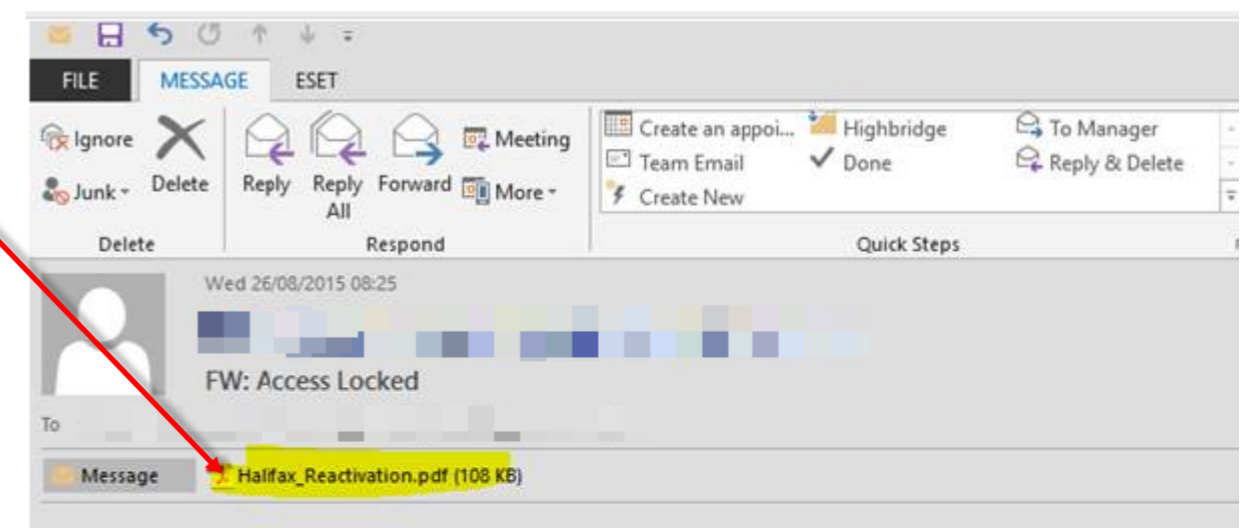 FILE MESSAGE ESET
Ignore Meeting Create an appoi... Highbridge To Manager
Junk Delete Reply Reply Forward More Team Email Done Reply & Delete
All Create New
Delete Respond Quick Steps
Wed 26/08/2015 08:25
FW: Access Locked
To
Message Halifax_Reactivation.pdf (108 KB)